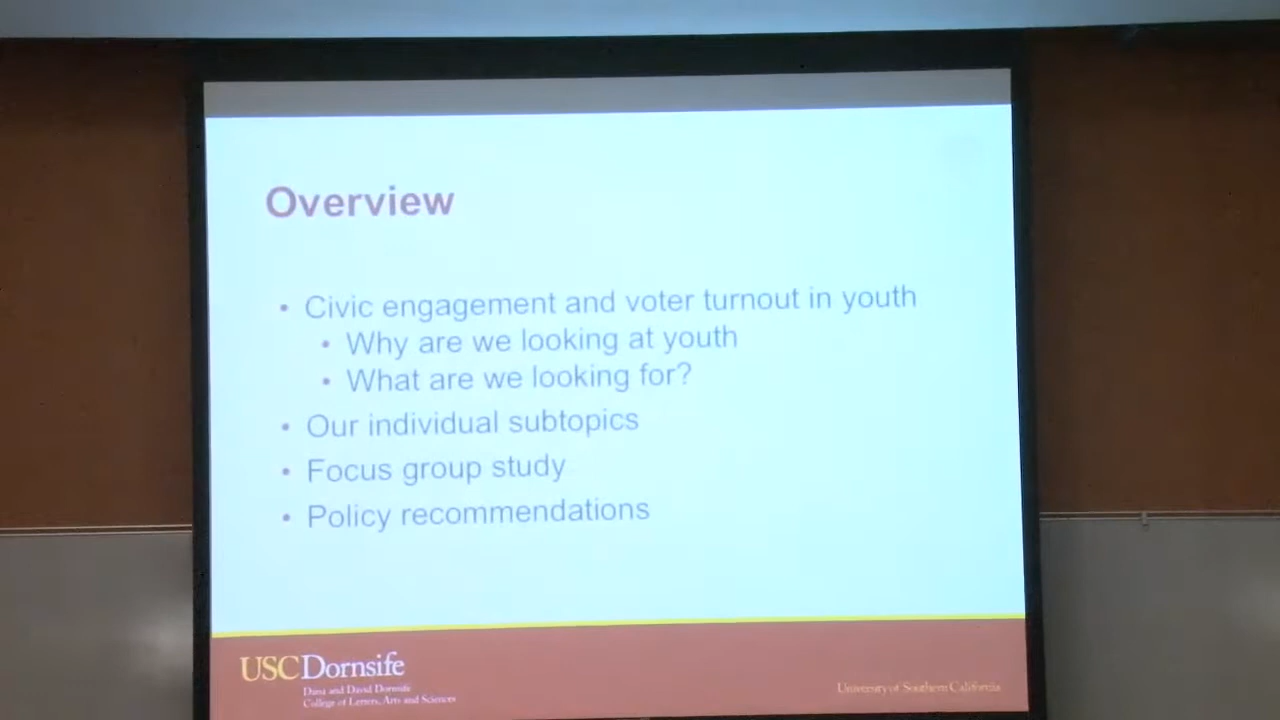 Overview
• Civic engagement and voter turnout in youth
• Why are we looking at youth
• What are we looking for?
• Our individual subtopics
• Focus group study
• Policy recommendations
USC Dornsife
Dana and David Dornsife
College of Letters, Arts and Sciences
University of Southern California